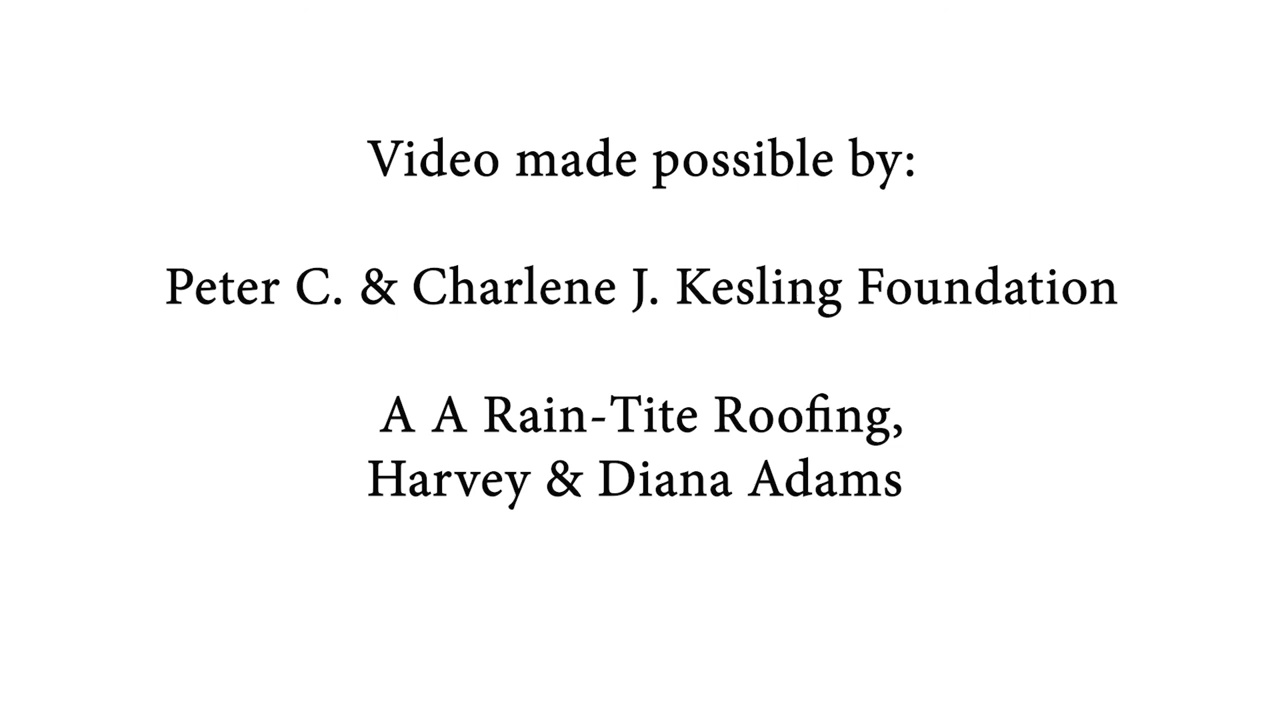 Video made possible by:
Peter C. & Charlene J. Kesling Foundation
A A Rain-Tite Roofing,
Harvey & Diana Adams